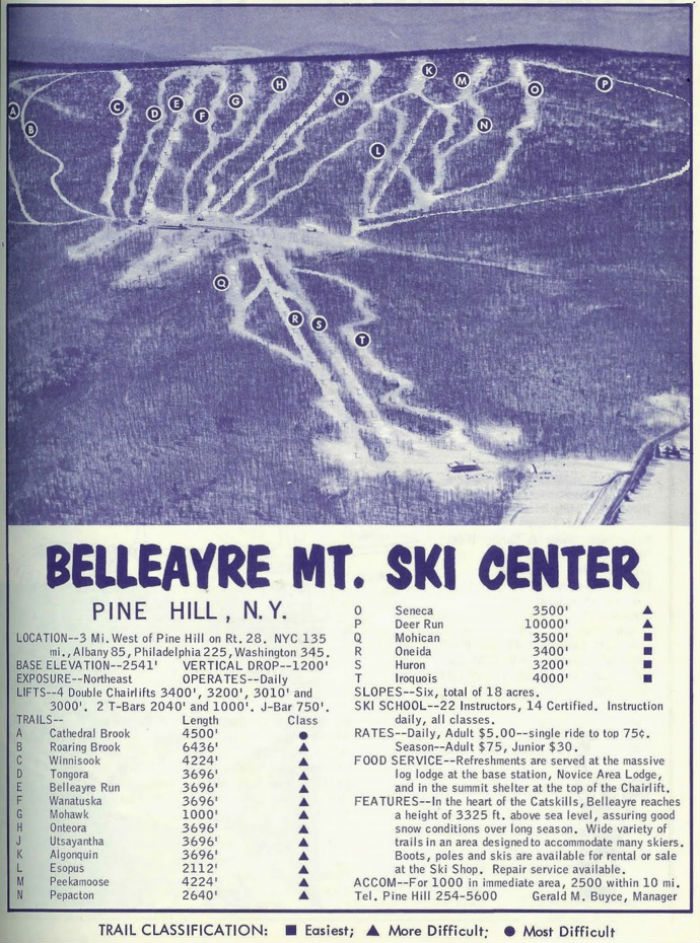 A
B
C
D
E
F
G
H
J
K
L
M
N
O
P
Q
R
S
T
BELLEAYRE MT. SKI CENTER
PINE HILL, N.Y.
LOCATION--3 Mi. West of Pine Hill on Rt. 28. NYC 135
mi., Albany 85, Philadelphia 225, Washington 345.
BASE ELEVATION--2541' VERTICAL DROP--1200'
EXPOSURE--Northeast OPERATES--Daily
LIFTS--4 Double Chairlifts 3400', 3200', 3010' and
3000'. 2 T-Bars 2040' and 1000'. J-Bar 750'.
TRAILS-- Length Class
A Cathedral Brook 4500' ●
B Roaring Brook 6436' ▲
C Winnisook 4224' ▲
D Tongora 3696' ▲
E Belleayre Run 3696' ▲
F Wanatuska 3696' ▲
G Mohawk 1000' ▲
H Onteora 3696' ▲
J Utsayantha 3696' ▲
K Algonquin 3696' ▲
L Esopus 2112' ▲
M Peekamoose 4224' ▲
N Pepacton 2640' ▲
O Seneca 3500' ▲
P Deer Run 10000' ▲
Q Mohican 3500' ■
R Oneida 3400' ■
S Huron 3200' ■
T Iroquois 4000' ■
SLOPES--Six, total of 18 acres.
SKI SCHOOL--22 Instructors, 14 Certified. Instruction
daily, all classes.
RATES--Daily, Adult $5.00--single ride to top 75¢.
Season--Adult $75, Junior $30.
FOOD SERVICE--Refreshments are served at the massive
log lodge at the base station, Novice Area Lodge,
and in the summit shelter at the top of the Chairlift.
FEATURES--In the heart of the Catskills, Belleayre reaches
a height of 3325 ft. above sea level, assuring good
snow conditions over long season. Wide variety of
trails in an area designed to accommodate many skiers.
Boots, poles and skis are available for rental or sale
at the Ski Shop. Repair service available.
ACCOM--For 1000 in immediate area, 2500 within 10 mi.
Tel. Pine Hill 254-5600 Gerald M. Buyce, Manager
TRAIL CLASSIFICATION: ■ Easiest; ▲ More Difficult; ● Most Difficult